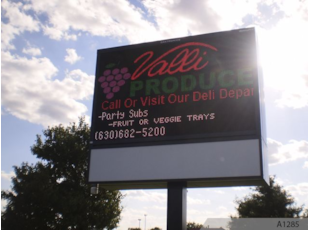 Valli
PRODUCE
Call Or Visit Our Deli Depar
-Party Subs
-FRUIT OR VEGGIE TRAYS
(630)682-5200
A1285